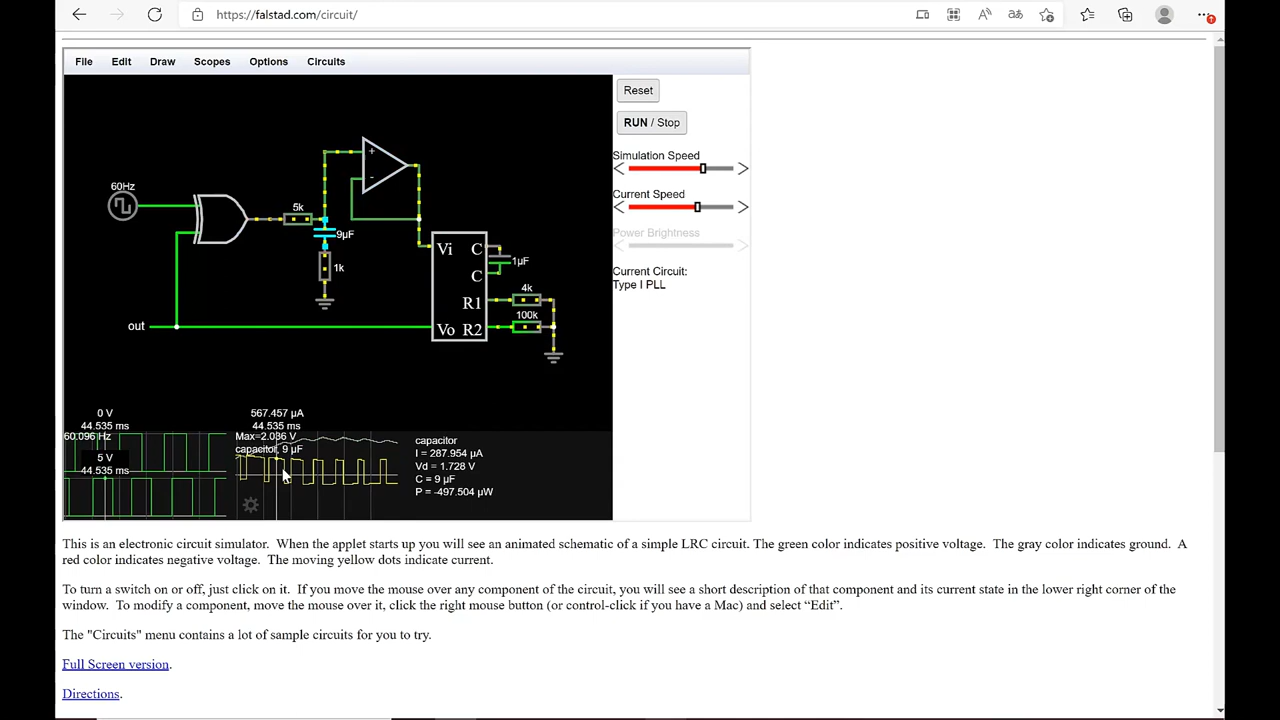 https://falstad.com/circuit/
File Edit Draw Scopes Options Circuits
Reset
RUN / Stop
Simulation Speed
Current Speed
Power Brightness
Current Circuit:
Type I PLL
60Hz
5k
+
-
9μF
1k
Vi C
C
R1
Vo R2
1μF
4k
100k
out
0 V
44.535 ms
60.096 Hz
5 V
44.535 ms
567.457 μA
44.535 ms
Max=2.036 V
capacitor, 9 μF
capacitor
I = 287.954 μA
Vd = 1.728 V
C = 9 μF
P = -497.504 μW
This is an electronic circuit simulator.  When the applet starts up you will see an animated schematic of a simple LRC circuit. The green color indicates positive voltage.  The gray color indicates ground.  A
red color indicates negative voltage.  The moving yellow dots indicate current.
To turn a switch on or off, just click on it.  If you move the mouse over any component of the circuit, you will see a short description of that component and its current state in the lower right corner of the
window.  To modify a component, move the mouse over it, click the right mouse button (or control-click if you have a Mac) and select “Edit”.
The "Circuits" menu contains a lot of sample circuits for you to try.
Full Screen version.
Directions.